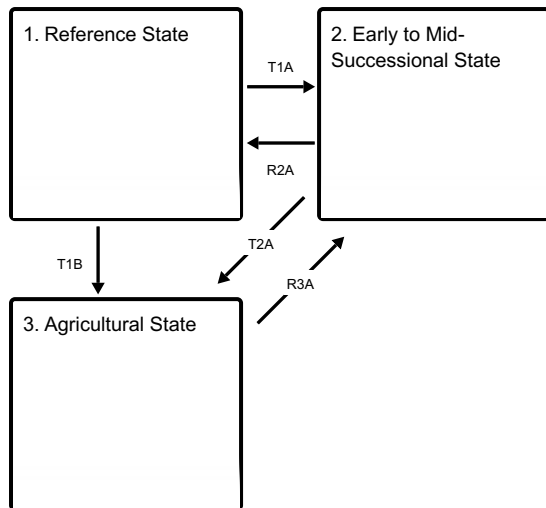 1. Reference State
2. Early to Mid-
Successional State
T1A
R2A
T2A
T1B
R3A
3. Agricultural State